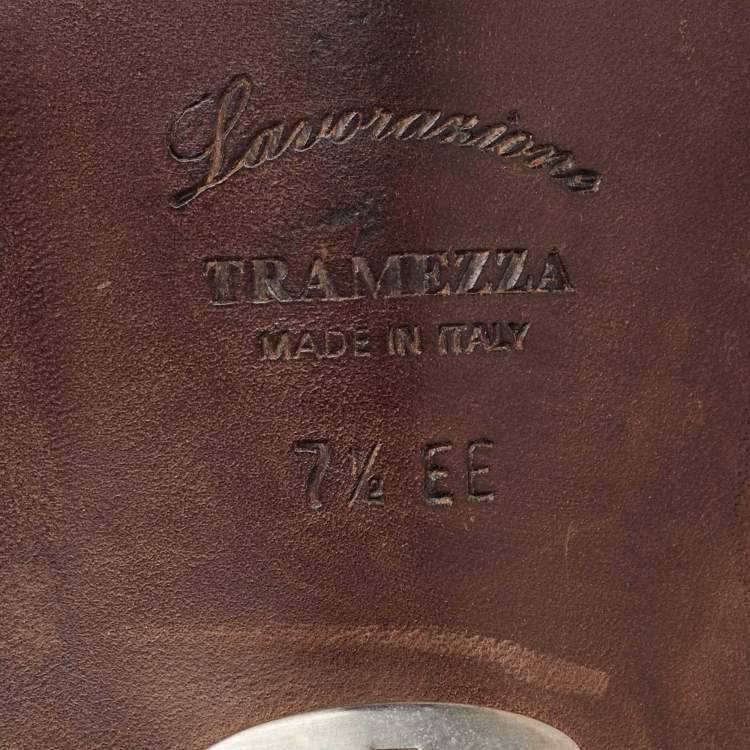 Lavorazione
TRAMEZZA
MADE IN ITALY
7½ EE